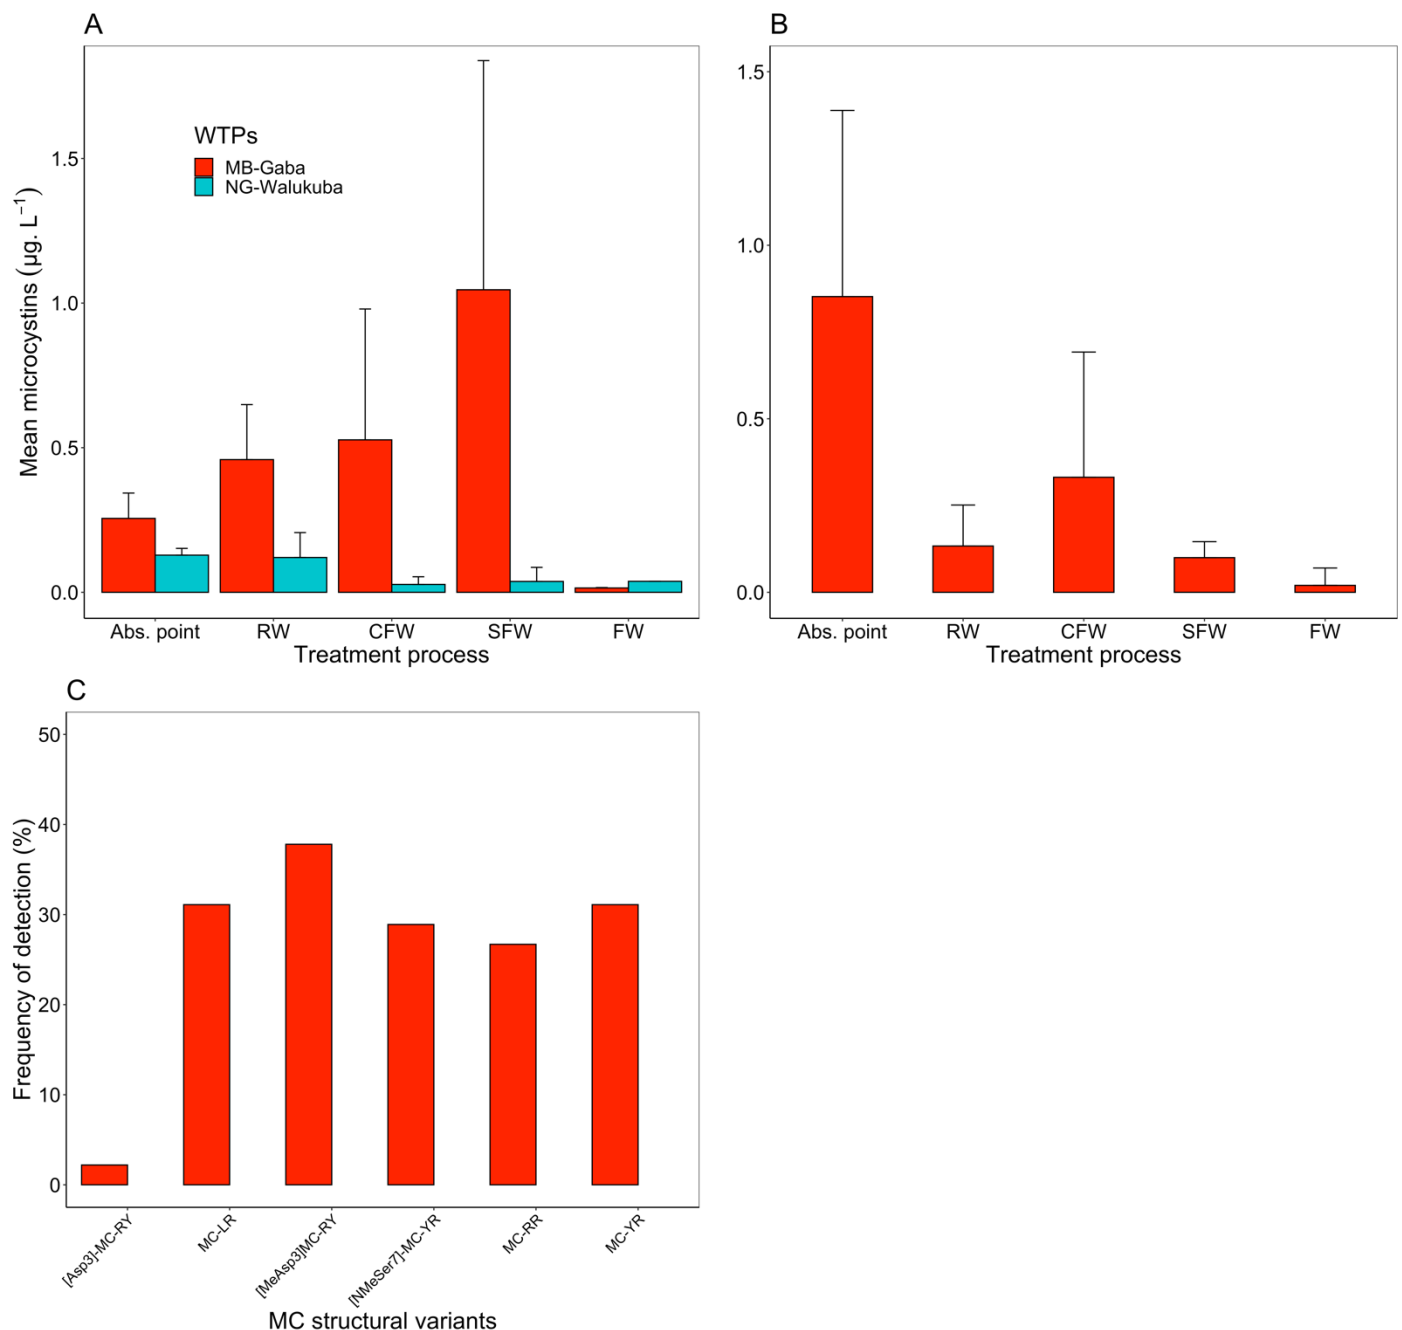 A
Mean microcystins (µg. L⁻¹)
1.5
1.0
0.5
0.0
WTPs
MB-Gaba
NG-Walukuba
Abs. point RW CFW SFW FW
Treatment process
B
1.5
1.0
0.5
0.0
Abs. point RW CFW SFW FW
Treatment process
C
Frequency of detection (%)
50
40
30
20
10
0
[Asp3]-MC-RY
MC-LR
[MeAsp3]MC-RY
[NMeSer7]-MC-YR
MC-RR
MC-YR
MC structural variants